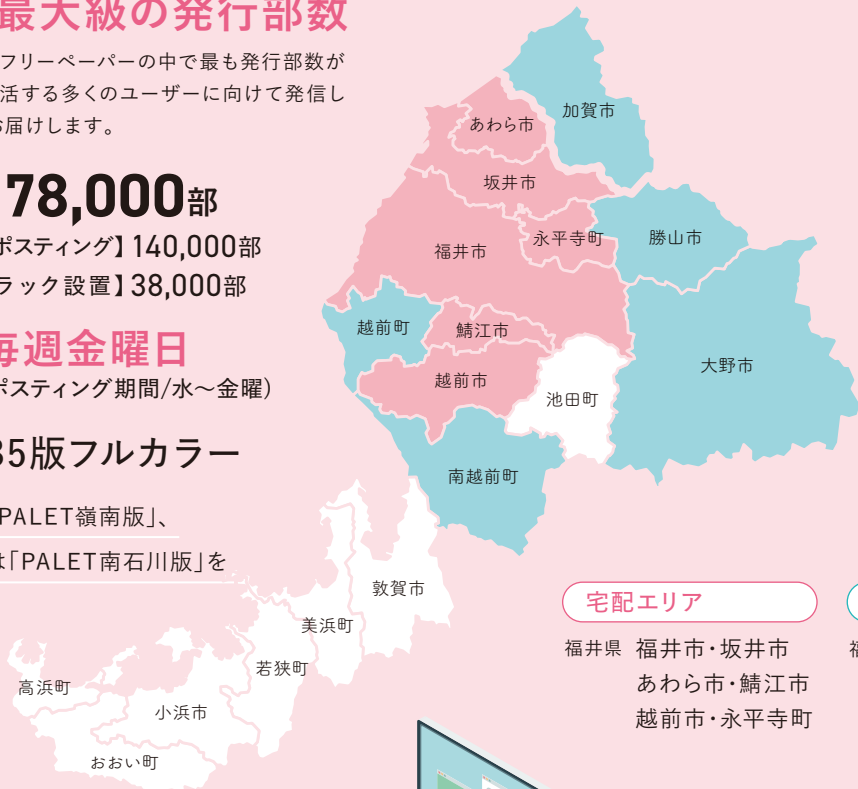 最大級の発行部数
フリーペーパーの中で最も発行部数が
活する多くのユーザーに向けて発信し
お届けします。
78,000部
ポスティング】140,000部
ラック設置】38,000部
毎週金曜日
ポスティング期間/水～金曜）
5版フルカラー
PALET嶺南版」、
は「PALET南石川版」を
加賀市
あわら市
坂井市
永平寺町
勝山市
福井市
越前町
鯖江市
大野市
越前市
池田町
南越前町
敦賀市
美浜町
若狭町
高浜町
小浜市
おおい町
宅配エリア
福井県 福井市・坂井市
あわら市・鯖江市
越前市・永平寺町